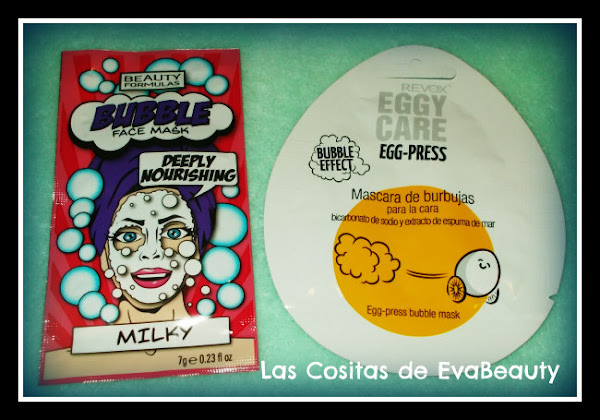 BEAUTY
FORMULAS
BUBBLE
FACE MASK
DEEPLY
NOURISHING
MILKY
7g e 0.23 fl oz
REVOX
EGGY
CARE
EGG-PRESS
BUBBLE
EFFECT
Mascara de burbujas
para la cara
bicarbonato de sodio y extracto de espuma de mar
Egg-press bubble mask
Las Cositas de EvaBeauty